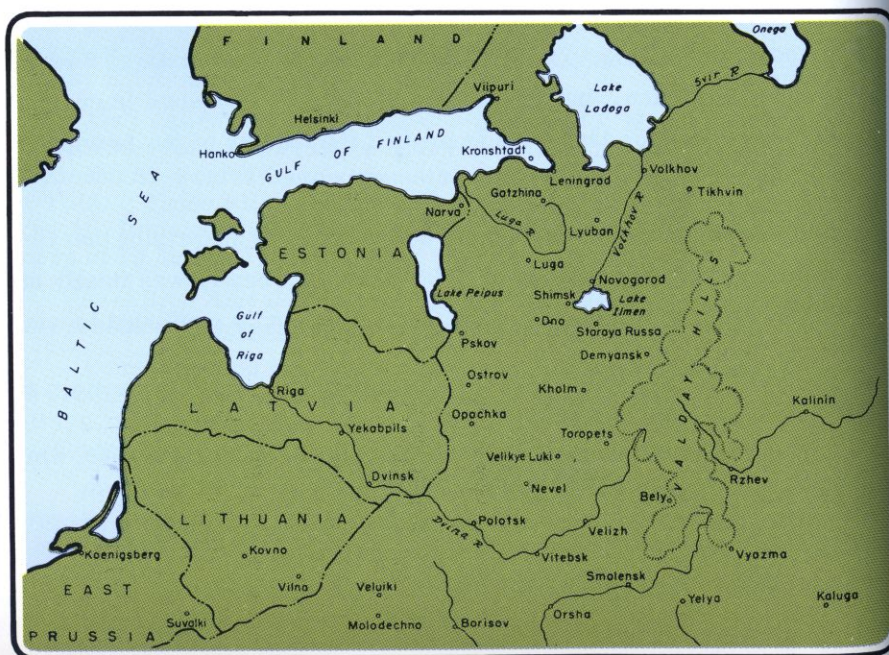 FINLAND
Onega
Lake
Ladoga
Svir R
Viipuri
Helsinki
Hanko
GULF OF FINLAND
Kronshtadt
Leningrad
Volkhov
Gatzhina
Tikhvin
Narva
Luga R
Lyuban
Volkhov R
BALTIC SEA
ESTONIA
Luga
Novogorod
Lake Peipus
Shimsk
Lake
Ilmen
Gulf
of
Riga
Dno
Staraya Russa
Pskov
Demyansk
VALDAY HILLS
Ostrov
Kholm
Riga
LATVIA
Kalinin
Opochka
Yekabpils
Toropets
Velikye Luki
Rzhev
Dvinsk
Nevel
Bely
LITHUANIA
Dvina R
Polotsk
Velizh
Koenigsberg
Kovno
Vitebsk
Vyazma
EAST
PRUSSIA
Vilna
Veluiki
Smolensk
Suvalki
Molodechno
Borisov
Orsha
Yelya
Kaluga